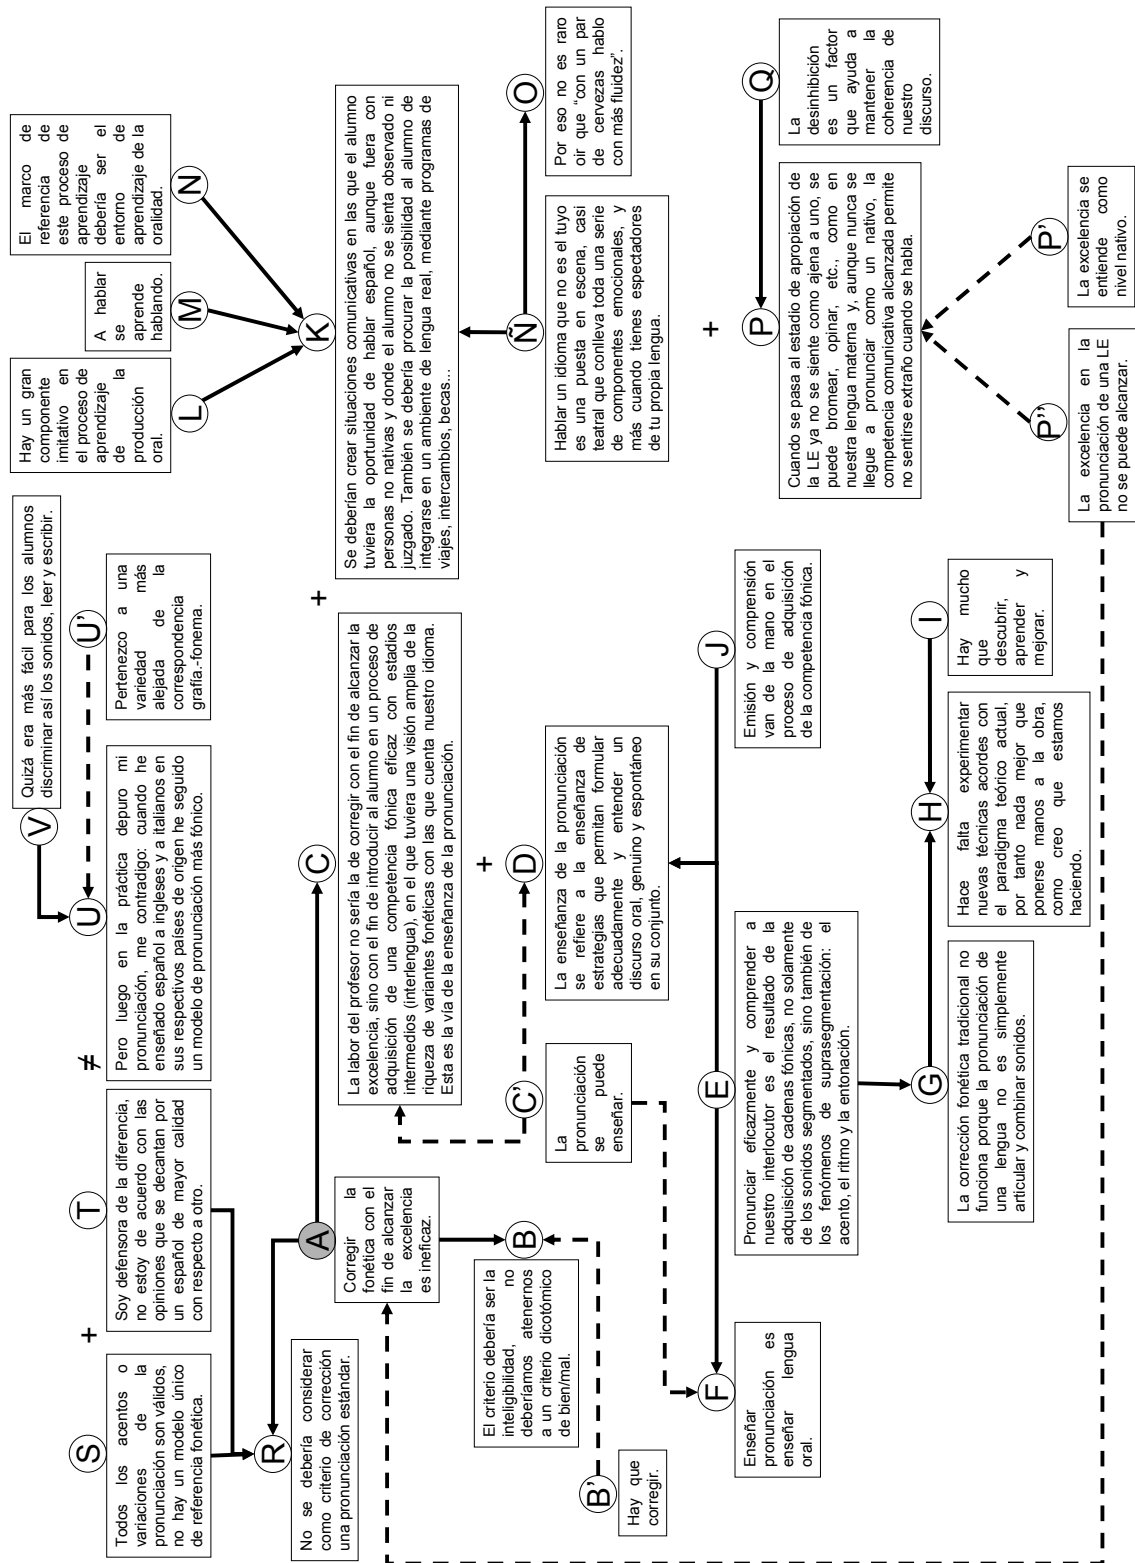 S
Todos los acentos o
variaciones de la
pronunciación son válidos,
no hay un modelo único
de referencia fonética.
+
T
Soy defensora de la diferencia,
no estoy de acuerdo con las
opiniones que se decantan por
un español de mayor calidad
con respecto a otro.
≠
U
Pero luego en la práctica depuro mi
pronunciación, me contradigo: cuando he
enseñado español a ingleses y a italianos en
sus respectivos países de origen he seguido
un modelo de pronunciación más fónico.
V
Quizá era más fácil para los alumnos
discriminar así los sonidos, leer y escribir.
U'
Pertenezco a una
variedad más
alejada de la
correspondencia
grafía.-fonema.
L
Hay un gran
componente
imitativo en
el proceso de
aprendizaje
de la
producción
oral.
M
A hablar
se
aprende
hablando.
N
El marco de
referencia de
este proceso de
aprendizaje
debería ser el
entorno de
aprendizaje de la
oralidad.
R
No se debería considerar
como criterio de corrección
una pronunciación estándar.
A
Corregir la
fonética con el
fin de alcanzar
la excelencia
es ineficaz.
C
La labor del profesor no sería la de corregir con el fin de alcanzar la
excelencia, sino con el fin de introducir al alumno en un proceso de
adquisición de una competencia fónica eficaz con estadios
intermedios (interlengua), en el que tuviera una visión amplia de la
riqueza de variantes fonéticas con las que cuenta nuestro idioma.
Esta es la vía de la enseñanza de la pronunciación.
+
K
Se deberían crear situaciones comunicativas en las que el alumno
tuviera la oportunidad de hablar español, aunque fuera con
personas no nativas y donde el alumno no se sienta observado ni
juzgado. También se debería procurar la posibilidad al alumno de
integrarse en un ambiente de lengua real, mediante programas de
viajes, intercambios, becas...
B
El criterio debería ser la
inteligibilidad, no
deberíamos atenernos
a un criterio dicotómico
de bien/mal.
B'
Hay que
corregir.
C'
La
pronunciación
se puede
enseñar.
+
D
La enseñanza de la pronunciación
se refiere a la enseñanza de
estrategias que permitan formular
adecuadamente y entender un
discurso oral, genuino y espontáneo
en su conjunto.
Ñ
Hablar un idioma que no es el tuyo
es una puesta en escena, casi
teatral que conlleva toda una serie
de componentes emocionales, y
más cuando tienes espectadores
de tu propia lengua.
O
Por eso no es raro
oir que "con un par
de cervezas hablo
con más fluidez".
F
Enseñar
pronunciación es
enseñar lengua
oral.
E
Pronunciar eficazmente y comprender a
nuestro interlocutor es el resultado de la
adquisición de cadenas fónicas, no solamente
de los sonidos segmentados, sino también de
los fenómenos de suprasegmentación: el
acento, el ritmo y la entonación.
J
Emisión y comprensión
van de la mano en el
proceso de adquisición
de la competencia fónica.
+
P
Cuando se pasa al estadio de apropiación de
la LE ya no se siente como ajena a uno, se
puede bromear, opinar, etc., como en
nuestra lengua materna y, aunque nunca se
llegue a pronunciar como un nativo, la
competencia comunicativa alcanzada permite
no sentirse extraño cuando se habla.
Q
La
desinhibición
es un factor
que ayuda a
mantener la
coherencia de
nuestro
discurso.
G
La corrección fonética tradicional no
funciona porque la pronunciación de
una lengua no es simplemente
articular y combinar sonidos.
H
Hace falta experimentar
nuevas técnicas acordes con
el paradigma teórico actual,
por tanto nada mejor que
ponerse manos a la obra,
como creo que estamos
haciendo.
I
Hay mucho
que
descubrir,
aprender y
mejorar.
P''
La excelencia en la
pronunciación de una LE
no se puede alcanzar.
P'
La excelencia se
entiende como
nivel nativo.